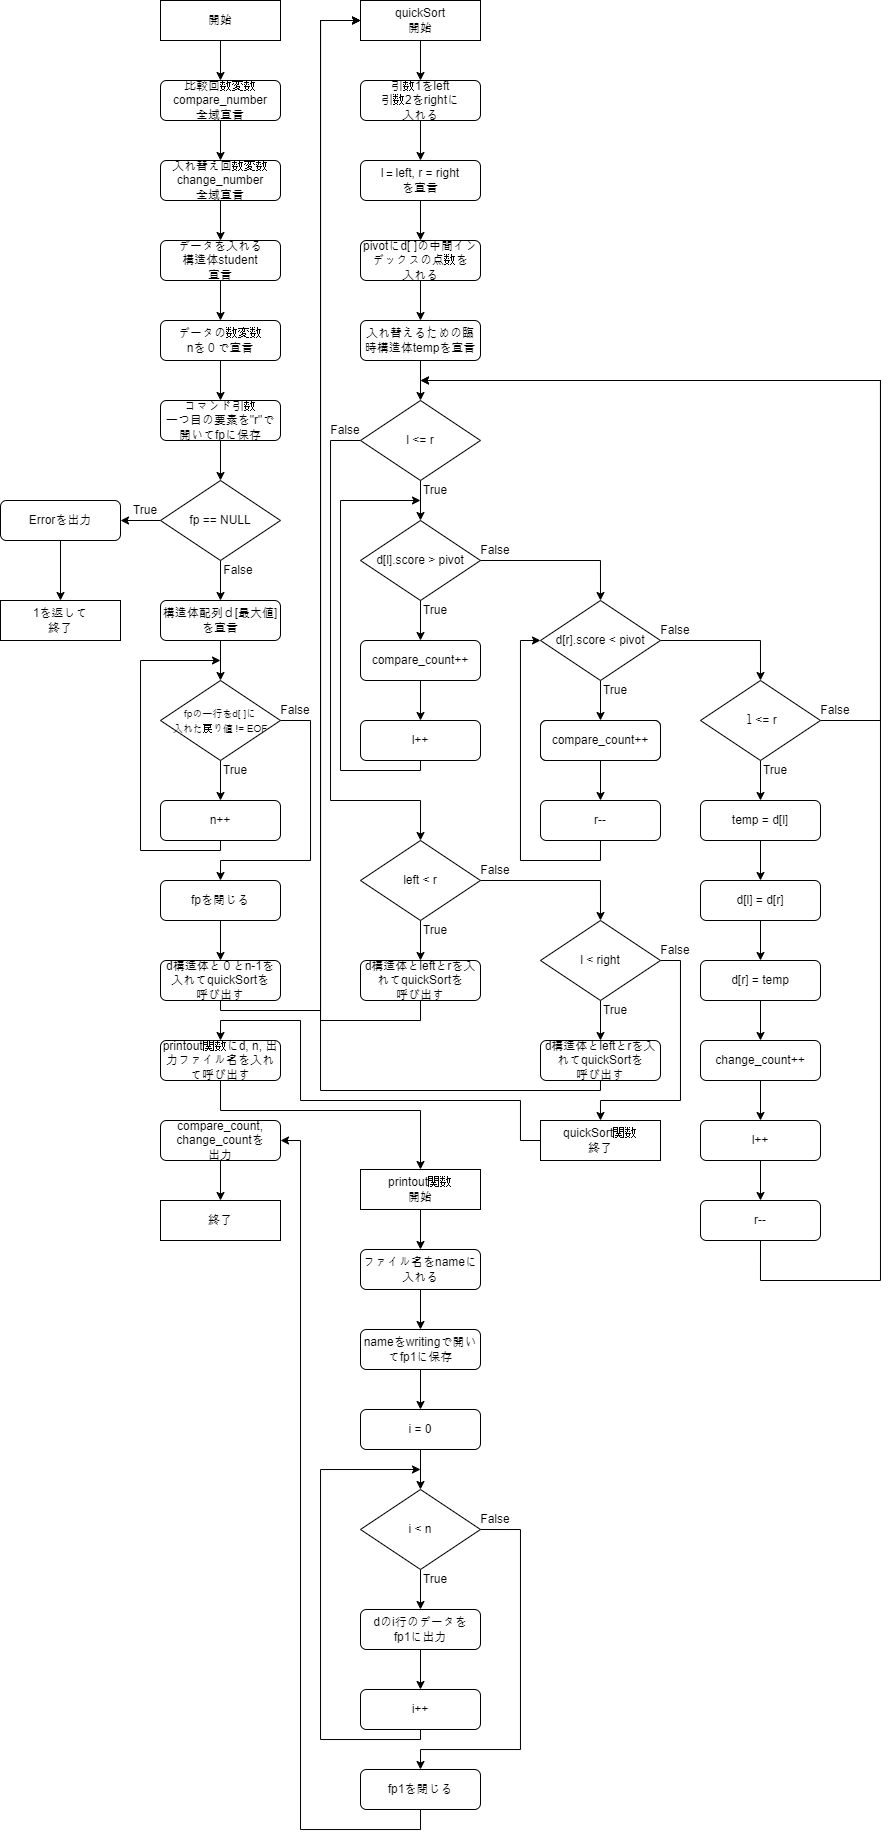 開始
比較回数変数
compare_number
全域宣言
入れ替え回数変数
change_number
全域宣言
データを入れる
構造体student
宣言
データの数変数
nを０で宣言
コマンド引数
一つ目の要素を"r"で
開いてfpに保存
fp == NULL
True
False
Errorを出力
1を返して
終了
構造体配列ｄ[最大値]
を宣言
fpの一行をd[ ]に
入れた戻り値 != EOF
False
True
n++
fpを閉じる
d構造体と０とn-1を
入れてquickSortを
呼び出す
printout関数にd, n, 出
力ファイル名を入れ
て呼び出す
compare_count,
change_countを
出力
終了
quickSort
開始
引数1をleft
引数2をrightに
入れる
l = left, r = right
を宣言
pivotにd[ ]の中間イン
デックスの点数を
入れる
入れ替えるための臨
時構造体tempを宣言
l <= r
False
True
d[l].score > pivot
False
True
compare_count++
l++
d[r].score < pivot
False
True
compare_count++
r--
l <= r
False
True
temp = d[l]
d[l] = d[r]
d[r] = temp
change_count++
l++
r--
left < r
False
True
d構造体とleftとrを入
れてquickSortを
呼び出す
l < right
False
True
d構造体とleftとrを入
れてquickSortを
呼び出す
quickSort関数
終了
printout関数
開始
ファイル名をnameに
入れる
nameをwritingで開い
てfp1に保存
i = 0
i < n
False
True
dのi行のデータを
fp1に出力
i++
fp1を閉じる